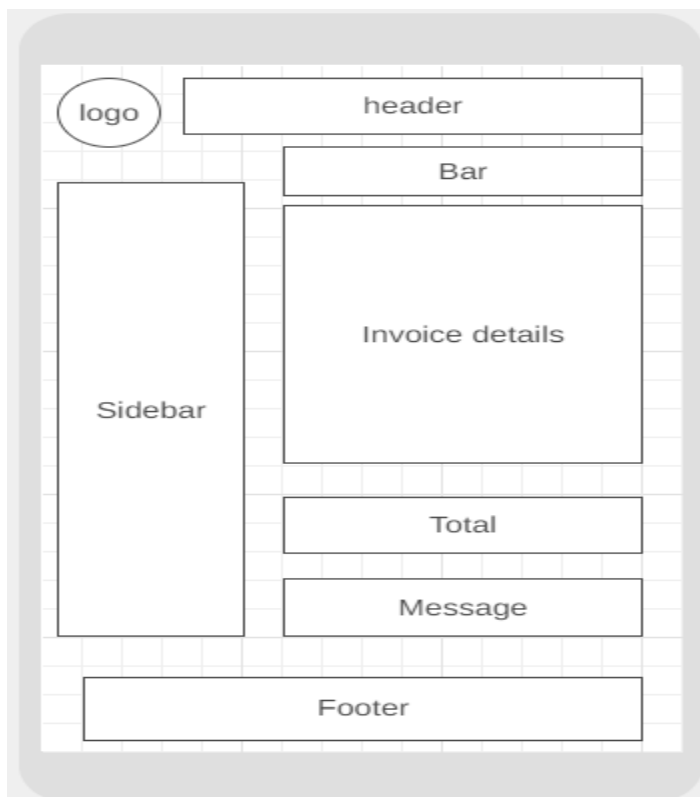 logo
header
Bar
Sidebar
Invoice details
Total
Message
Footer